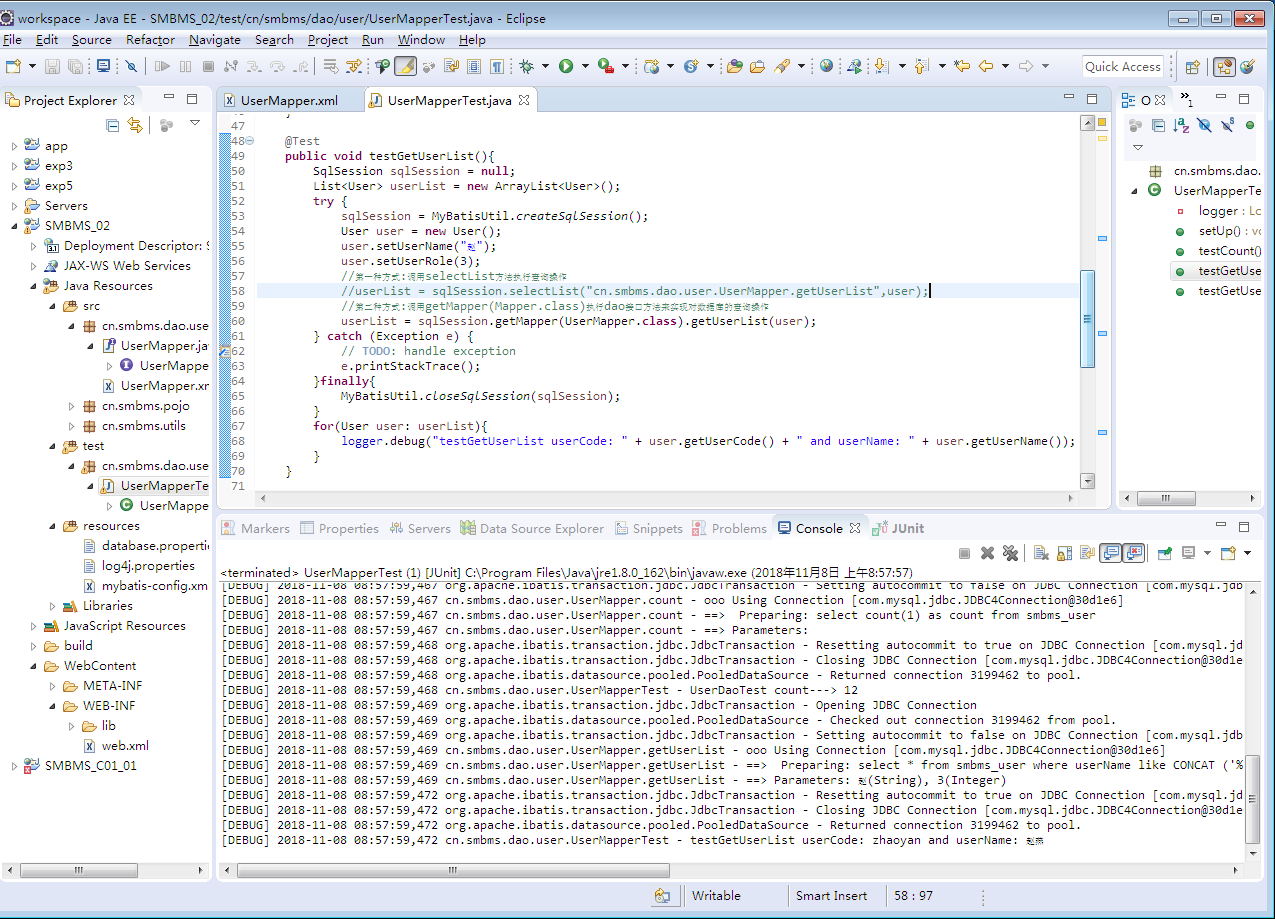 workspace - Java EE - SMBMS_02/test/cn/smbms/dao/user/UserMapperTest.java - Eclipse
File Edit Source Refactor Navigate Search Project Run Window Help
Quick Access
Project Explorer
app
exp3
exp5
Servers
SMBMS_02
Deployment Descriptor: S
JAX-WS Web Services
Java Resources
src
cn.smbms.dao.use
UserMapper.ja
UserMappe
UserMapper.xn
cn.smbms.pojo
cn.smbms.utils
test
cn.smbms.dao.use
UserMapperTe
UserMappe
resources
database.properti
log4j.properties
mybatis-config.xm
Libraries
JavaScript Resources
build
WebContent
META-INF
WEB-INF
lib
web.xml
SMBMS_C01_01
UserMapper.xml UserMapperTest.java
47
48 @Test
49 public void testGetUserList(){
50 SqlSession sqlSession = null;
51 List<User> userList = new ArrayList<User>();
52 try {
53 sqlSession = MyBatisUtil.createSqlSession();
54 User user = new User();
55 user.setUserName("赵");
56 user.setUserRole(3);
57 //第一种方式:调用selectList方法执行查询操作
58 //userList = sqlSession.selectList("cn.smbms.dao.user.UserMapper.getUserList",user);
59 //第二种方式:调用getMapper(Mapper.class)执行dao接口方法来实现对数据库的查询操作
60 userList = sqlSession.getMapper(UserMapper.class).getUserList(user);
61 } catch (Exception e) {
62 // TODO: handle exception
63 e.printStackTrace();
64 }finally{
65 MyBatisUtil.closeSqlSession(sqlSession);
66 }
67 for(User user: userList){
68 logger.debug("testGetUserList userCode: " + user.getUserCode() + " and userName: " + user.getUserName());
69 }
70 }
71
O
1
cn.smbms.dao.
UserMapperTe
logger : Lo
setUp() : vo
testCount()
testGetUse
testGetUse
Markers Properties Servers Data Source Explorer Snippets Problems Console JUnit
<terminated> UserMapperTest (1) [JUnit] C:\Program Files\Java\jre1.8.0_162\bin\javaw.exe (2018年11月8日 上午8:57:57)
[DEBUG] 2018-11-08 08:57:59,467 org.apache.ibatis.transaction.jdbc.JdbcTransaction - Setting autocommit to false on JDBC Connection [com.mysql.jdb
[DEBUG] 2018-11-08 08:57:59,467 cn.smbms.dao.user.UserMapper.count - ooo Using Connection [com.mysql.jdbc.JDBC4Connection@30d1e6]
[DEBUG] 2018-11-08 08:57:59,467 cn.smbms.dao.user.UserMapper.count - ==>  Preparing: select count(1) as count from smbms_user
[DEBUG] 2018-11-08 08:57:59,467 cn.smbms.dao.user.UserMapper.count - ==> Parameters:
[DEBUG] 2018-11-08 08:57:59,468 org.apache.ibatis.transaction.jdbc.JdbcTransaction - Resetting autocommit to true on JDBC Connection [com.mysql.jd
[DEBUG] 2018-11-08 08:57:59,468 org.apache.ibatis.transaction.jdbc.JdbcTransaction - Closing JDBC Connection [com.mysql.jdbc.JDBC4Connection@30d1e
[DEBUG] 2018-11-08 08:57:59,468 org.apache.ibatis.datasource.pooled.PooledDataSource - Returned connection 3199462 to pool.
[DEBUG] 2018-11-08 08:57:59,468 cn.smbms.dao.user.UserMapperTest - UserDaoTest count---> 12
[DEBUG] 2018-11-08 08:57:59,469 org.apache.ibatis.transaction.jdbc.JdbcTransaction - Opening JDBC Connection
[DEBUG] 2018-11-08 08:57:59,469 org.apache.ibatis.datasource.pooled.PooledDataSource - Checked out connection 3199462 from pool.
[DEBUG] 2018-11-08 08:57:59,469 org.apache.ibatis.transaction.jdbc.JdbcTransaction - Setting autocommit to false on JDBC Connection [com.mysql.jdb
[DEBUG] 2018-11-08 08:57:59,469 cn.smbms.dao.user.UserMapper.getUserList - ooo Using Connection [com.mysql.jdbc.JDBC4Connection@30d1e6]
[DEBUG] 2018-11-08 08:57:59,469 cn.smbms.dao.user.UserMapper.getUserList - ==>  Preparing: select * from smbms_user where userName like CONCAT ('%
[DEBUG] 2018-11-08 08:57:59,469 cn.smbms.dao.user.UserMapper.getUserList - ==> Parameters: 赵(String), 3(Integer)
[DEBUG] 2018-11-08 08:57:59,472 org.apache.ibatis.transaction.jdbc.JdbcTransaction - Resetting autocommit to true on JDBC Connection [com.mysql.jd
[DEBUG] 2018-11-08 08:57:59,472 org.apache.ibatis.transaction.jdbc.JdbcTransaction - Closing JDBC Connection [com.mysql.jdbc.JDBC4Connection@30d1e
[DEBUG] 2018-11-08 08:57:59,472 org.apache.ibatis.datasource.pooled.PooledDataSource - Returned connection 3199462 to pool.
[DEBUG] 2018-11-08 08:57:59,472 cn.smbms.dao.user.UserMapperTest - testGetUserList userCode: zhaoyan and userName: 赵燕
Writable Smart Insert 58 : 97